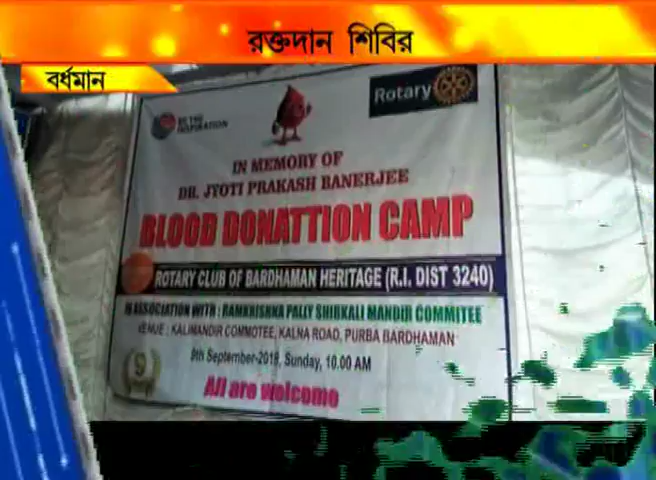 রক্তদান শিবির
বর্ধমান
BE THE
INSPIRATION
Rotary
IN MEMORY OF
DR. JYOTI PRAKASH BANERJEE
BLOOD DONATTION CAMP
ROTARY CLUB OF BARDHAMAN HERITAGE (R.I. DIST 3240)
IN ASSOCIATION WITH : RAMKRISHNA PALLY SHIBKALI MANDIR COMMITEE
VENUE : KALIMANDIR COMMOTEE, KALNA ROAD, PURBA BARDHAMAN
9th September-2018, Sunday, 10.00 AM
9
All are welcome